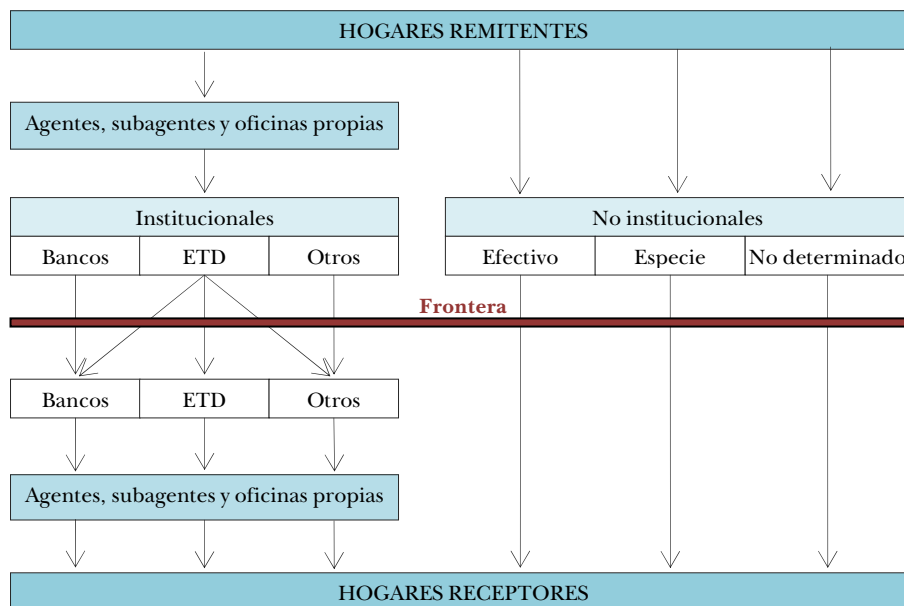 HOGARES REMITENTES
Agentes, subagentes y oficinas propias
Institucionales
No institucionales
Bancos
ETD
Otros
Efectivo
Especie
No determinado
Frontera
Bancos
ETD
Otros
Agentes, subagentes y oficinas propias
HOGARES RECEPTORES